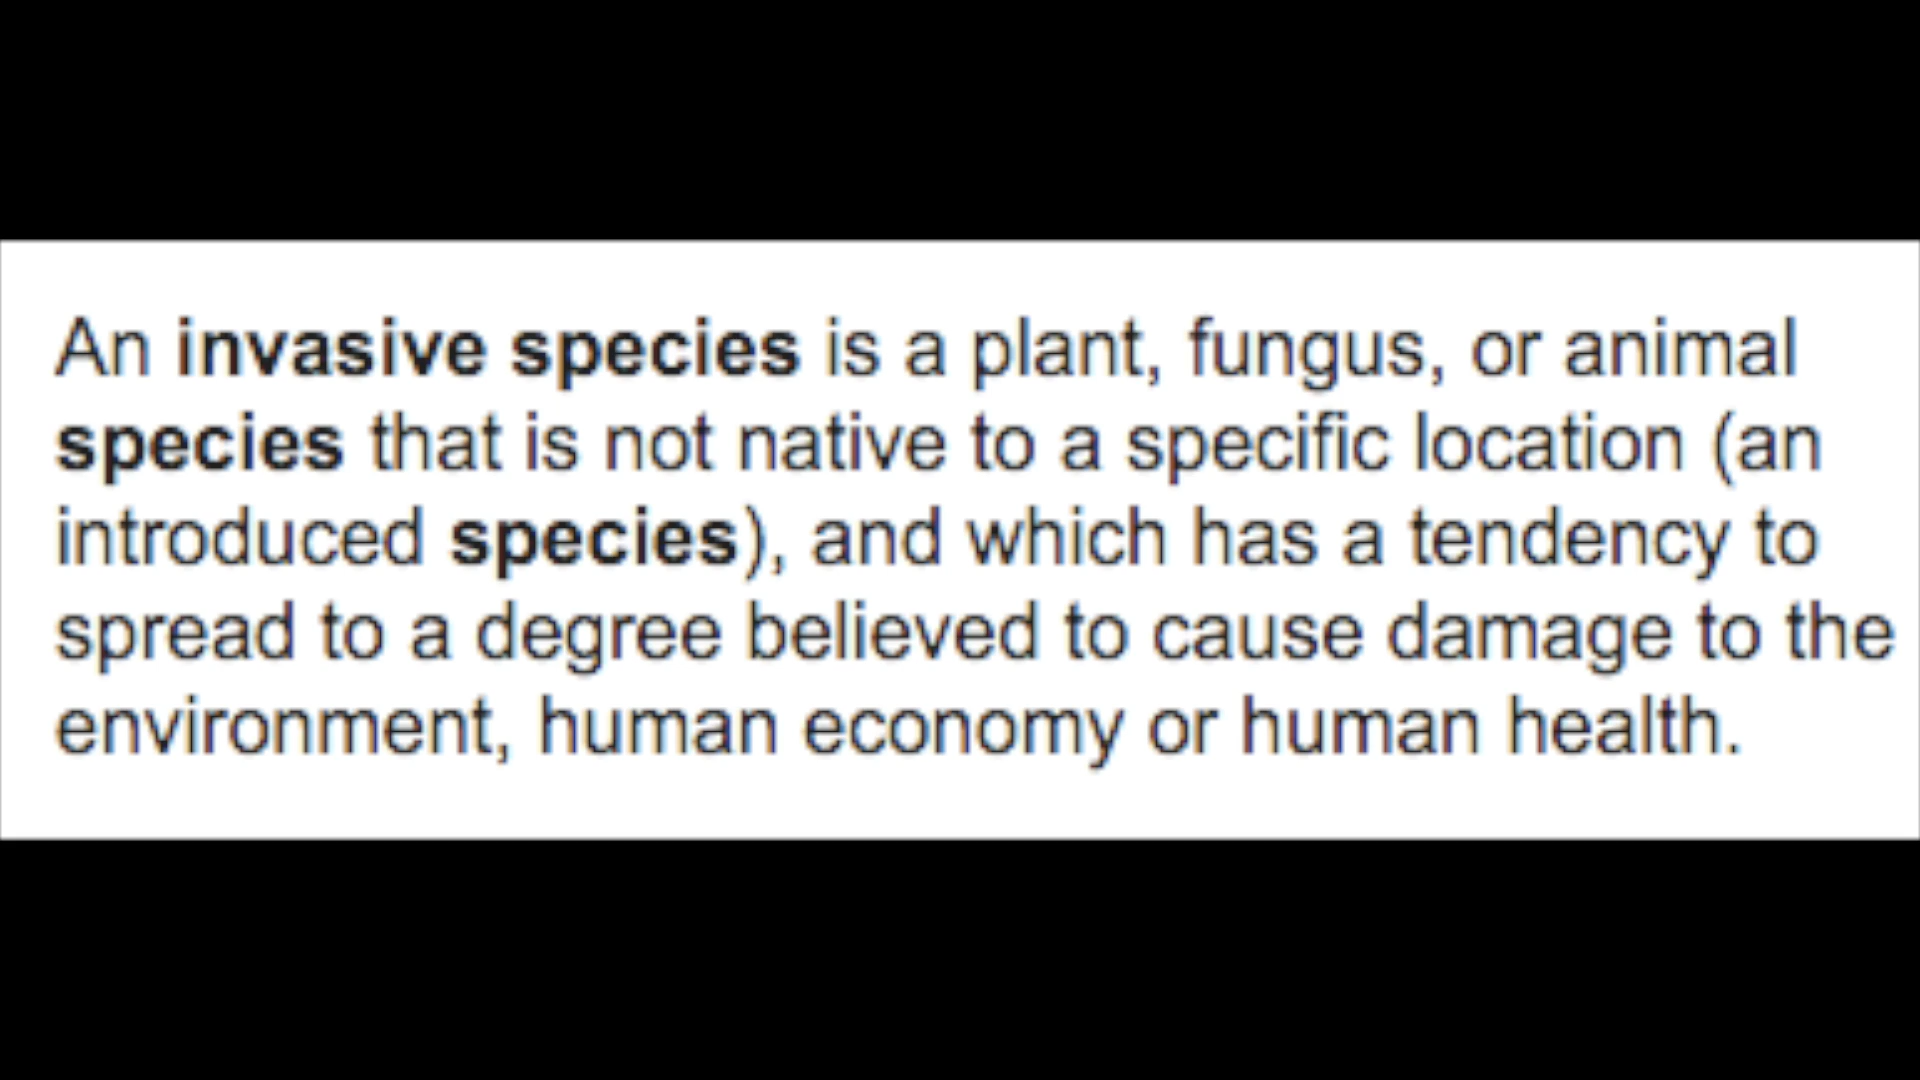 An invasive species is a plant, fungus, or animal
species that is not native to a specific location (an
introduced species), and which has a tendency to
spread to a degree believed to cause damage to the
environment, human economy or human health.